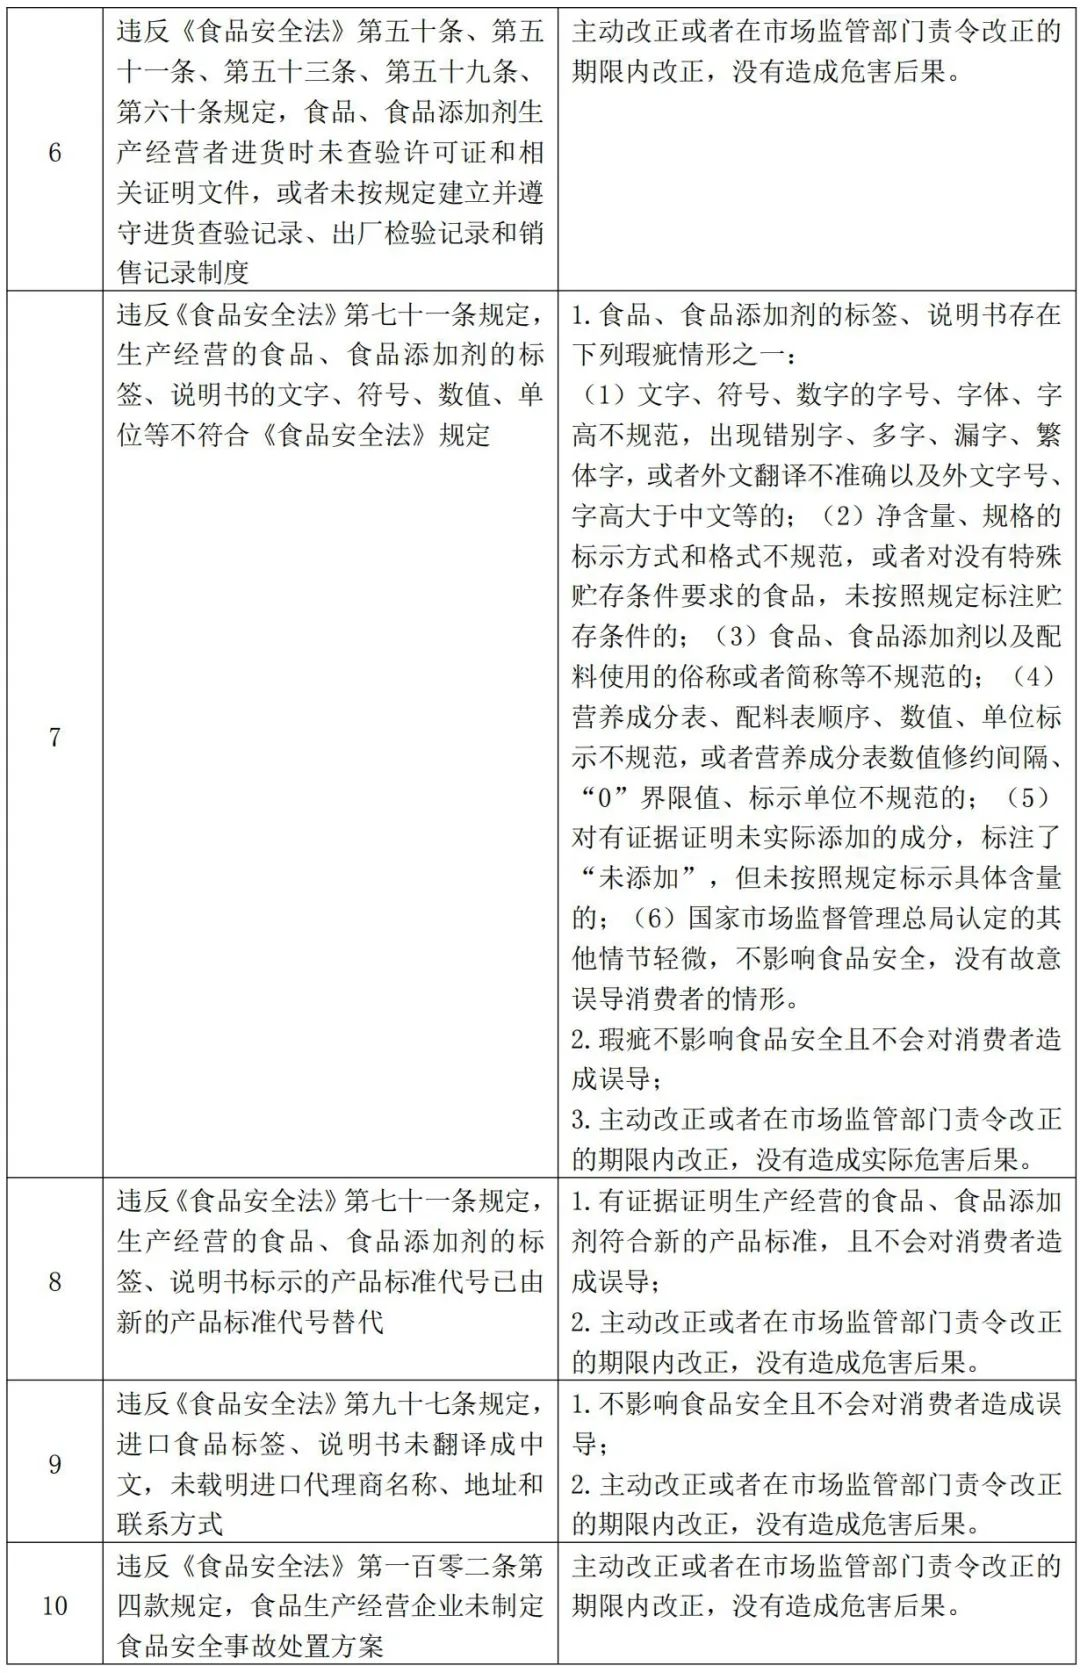 6
违反《食品安全法》第五十条、第五
十一条、第五十三条、第五十九条、
第六十条规定，食品、食品添加剂生
产经营者进货时未查验许可证和相
关证明文件，或者未按规定建立并遵
守进货查验记录、出厂检验记录和销
售记录制度
主动改正或者在市场监管部门责令改正的
期限内改正，没有造成危害后果。
7
违反《食品安全法》第七十一条规定，
生产经营的食品、食品添加剂的标
签、说明书的文字、符号、数值、单
位等不符合《食品安全法》规定
1.食品、食品添加剂的标签、说明书存在
下列瑕疵情形之一：
（1）文字、符号、数字的字号、字体、字
高不规范，出现错别字、多字、漏字、繁
体字，或者外文翻译不准确以及外文字号、
字高大于中文等的；（2）净含量、规格的
标示方式和格式不规范，或者对没有特殊
贮存条件要求的食品，未按照规定标注贮
存条件的；（3）食品、食品添加剂以及配
料使用的俗称或者简称等不规范的；（4）
营养成分表、配料表顺序、数值、单位标
示不规范，或者营养成分表数值修约间隔、
“0”界限值、标示单位不规范的；（5）
对有证据证明未实际添加的成分，标注了
“未添加”，但未按照规定标示具体含量
的；（6）国家市场监督管理总局认定的其
他情节轻微，不影响食品安全，没有故意
误导消费者的情形。
2.瑕疵不影响食品安全且不会对消费者造
成误导；
3.主动改正或者在市场监管部门责令改正
的期限内改正，没有造成实际危害后果。
8
违反《食品安全法》第七十一条规定，
生产经营的食品、食品添加剂的标
签、说明书标示的产品标准代号已由
新的产品标准代号替代
1.有证据证明生产经营的食品、食品添加
剂符合新的产品标准，且不会对消费者造
成误导；
2.主动改正或者在市场监管部门责令改正
的期限内改正，没有造成危害后果。
9
违反《食品安全法》第九十七条规定，
进口食品标签、说明书未翻译成中
文，未载明进口代理商名称、地址和
联系方式
1.不影响食品安全且不会对消费者造成误
导；
2.主动改正或者在市场监管部门责令改正
的期限内改正，没有造成危害后果。
10
违反《食品安全法》第一百零二条第
四款规定，食品生产经营企业未制定
食品安全事故处置方案
主动改正或者在市场监管部门责令改正的
期限内改正，没有造成危害后果。